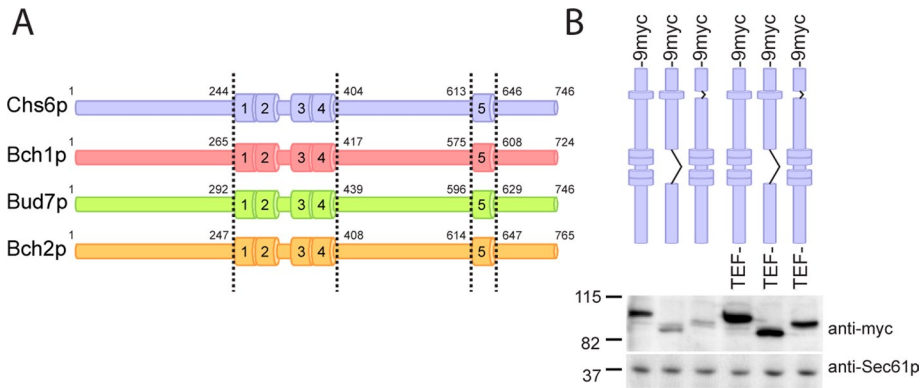 A
B
1 244 404 613 646 746
Chs6p 1 2 3 4 5
1 265 417 575 608 724
Bch1p 1 2 3 4 5
1 292 439 596 629 746
Bud7p 1 2 3 4 5
1 247 408 614 647 765
Bch2p 1 2 3 4 5
-9myc -9myc -9myc -9myc -9myc -9myc
TEF- TEF- TEF-
115
82
anti-myc
37
anti-Sec61p